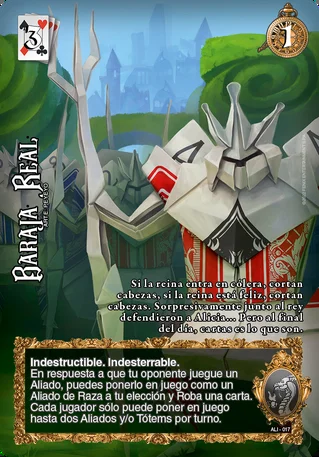 3
1
Baraja Real
Si la reina entra en cólera, cortan
cabezas, si la reina está feliz, cortan
cabezas. Sorpresivamente junto al rey
defendieron a Alicia... Pero al final
del día, cartas es lo que son.
Indestructible. Indesterrable.
En respuesta a que tu oponente juegue un
Aliado, puedes ponerlo en juego como un
Aliado de Raza a tu elección y Roba una carta.
Cada jugador sólo puede poner en juego
hasta dos Aliados y/o Tótems por turno.
ALI - 017